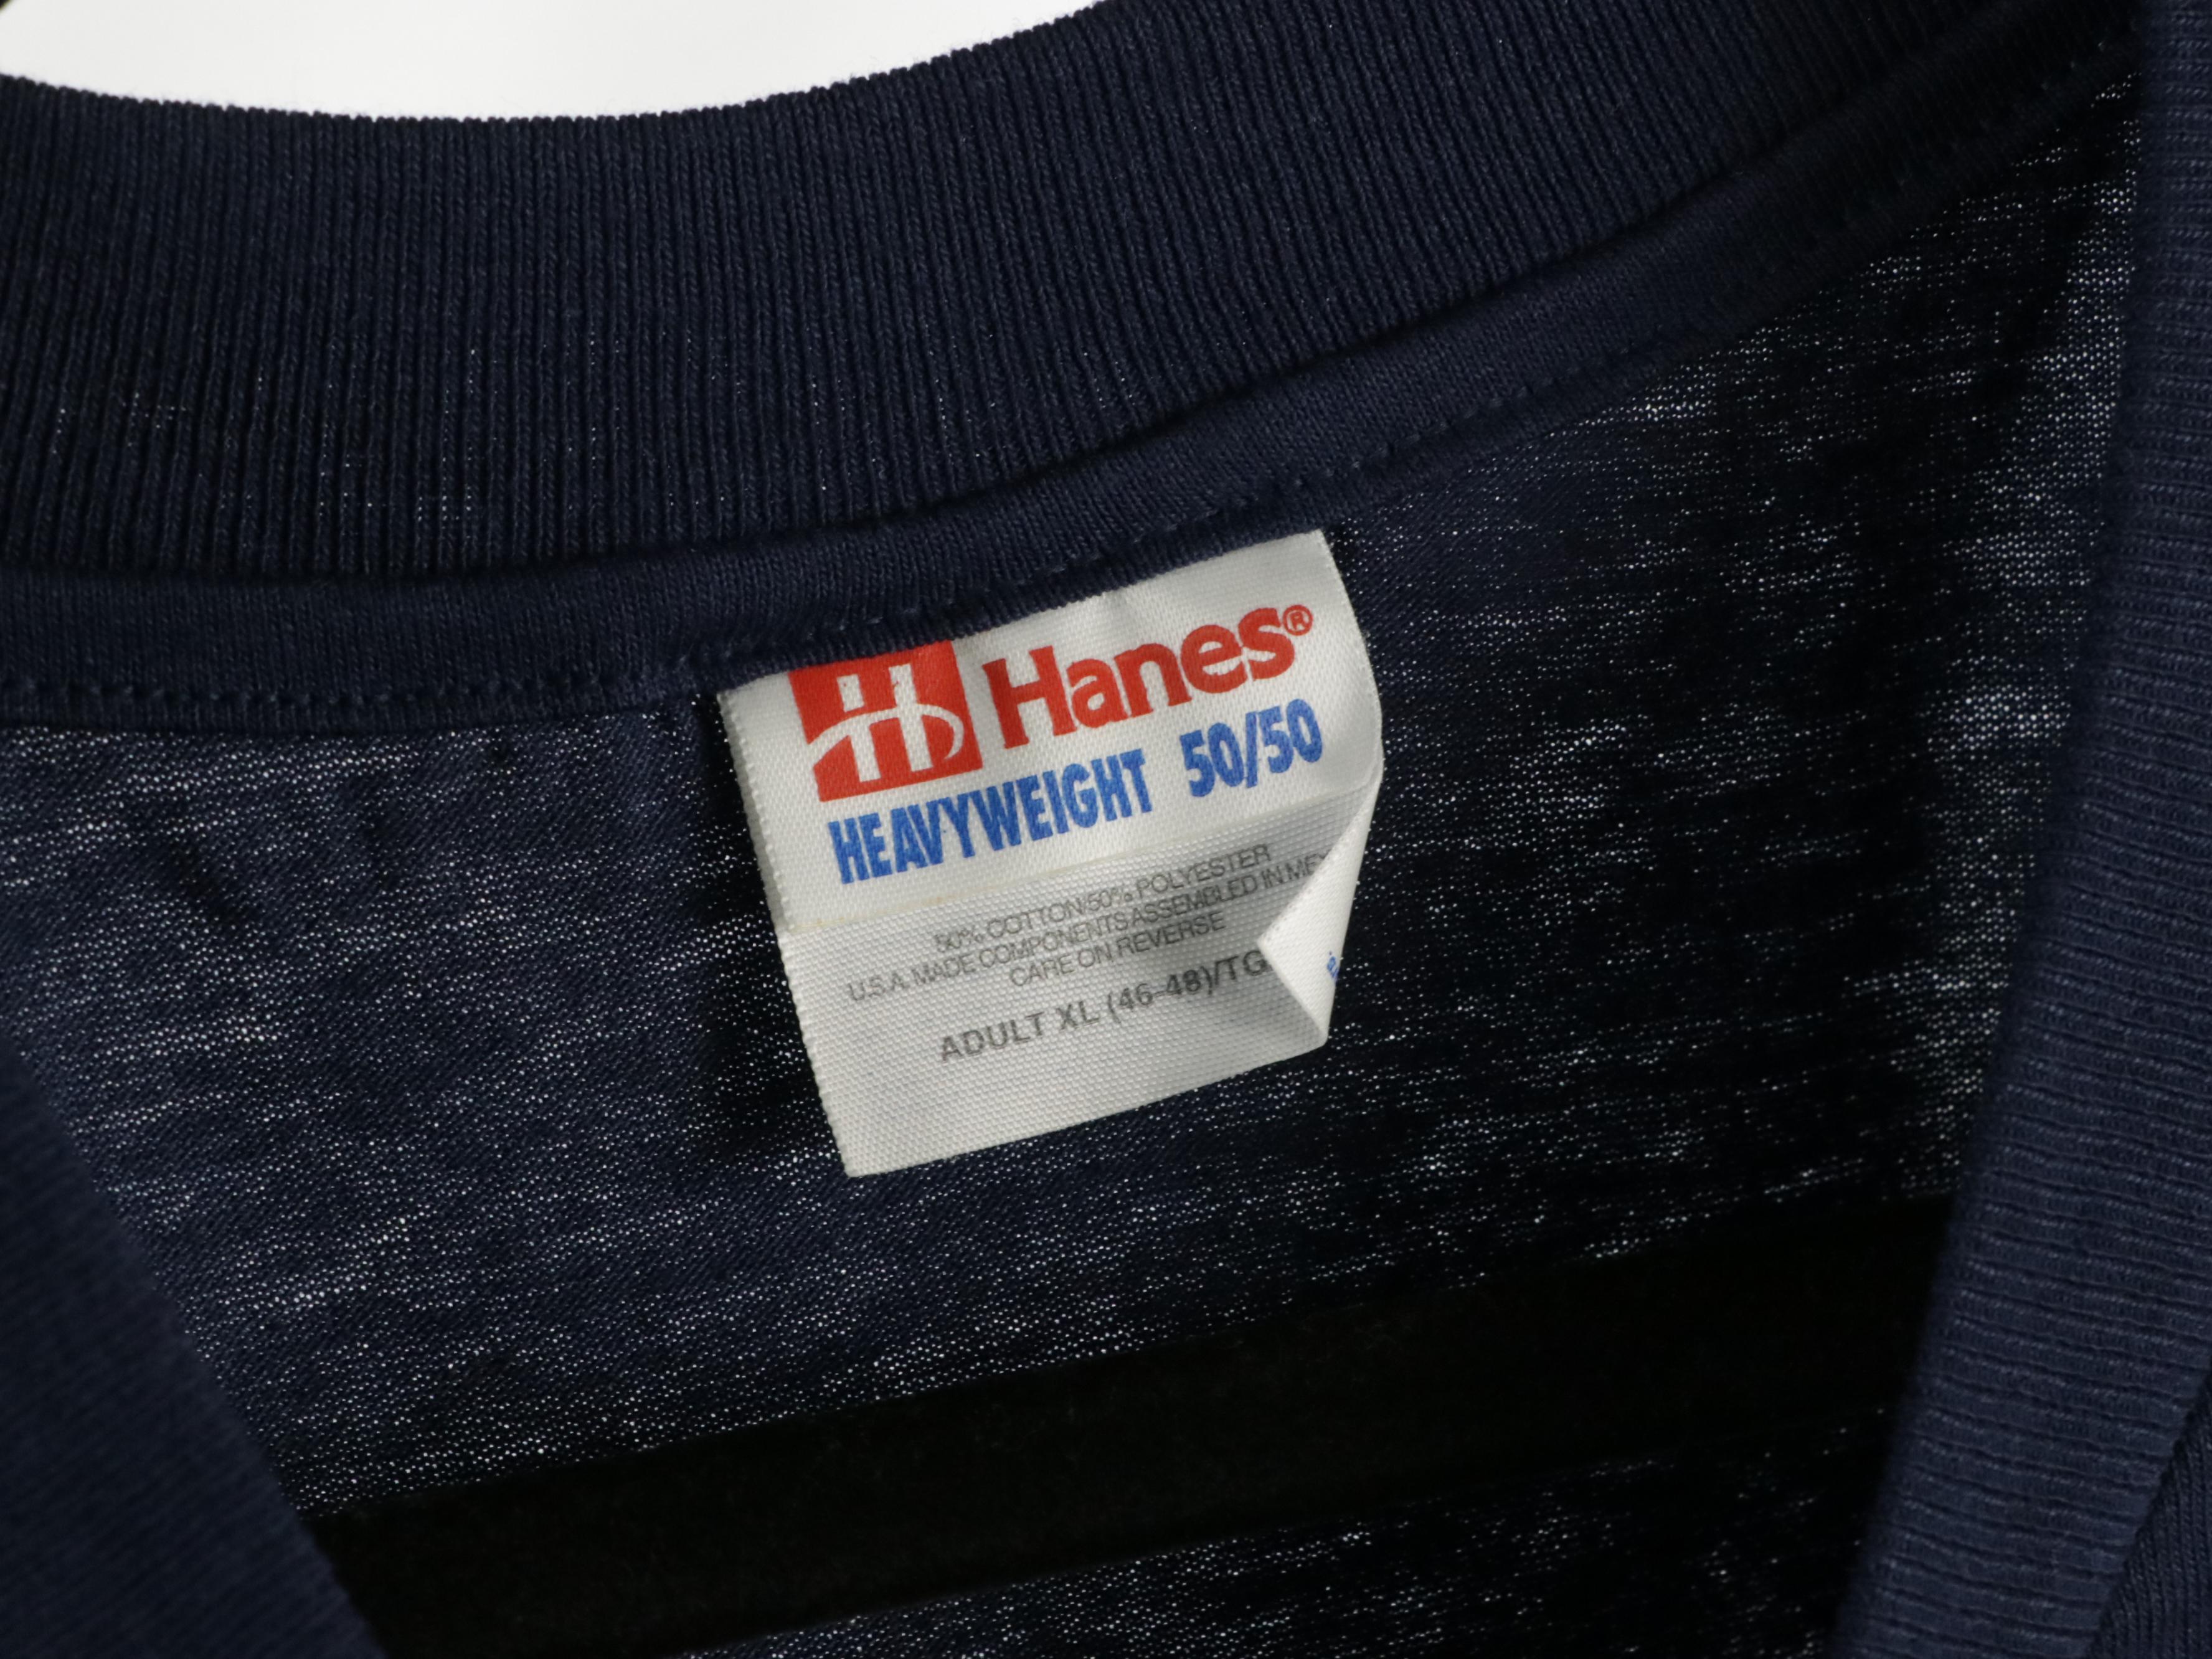 Hanes®
HEAVYWEIGHT 50/50
50% COTTON/50% POLYESTER
U.S.A. MADE COMPONENTS ASSEMBLED IN
CARE ON REVERSE
ADULT XL (46-48)/TG